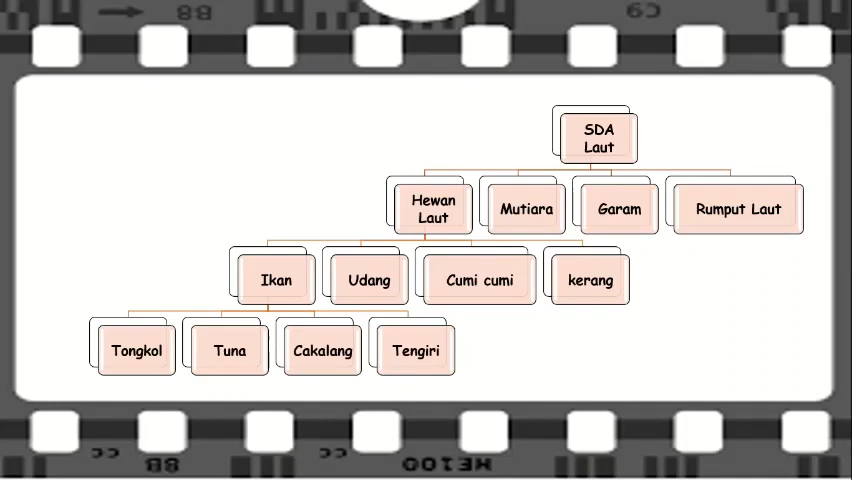 SDA
Laut
Hewan
Laut
Mutiara
Garam
Rumput Laut
Ikan
Udang
Cumi cumi
kerang
Tongkol
Tuna
Cakalang
Tengiri